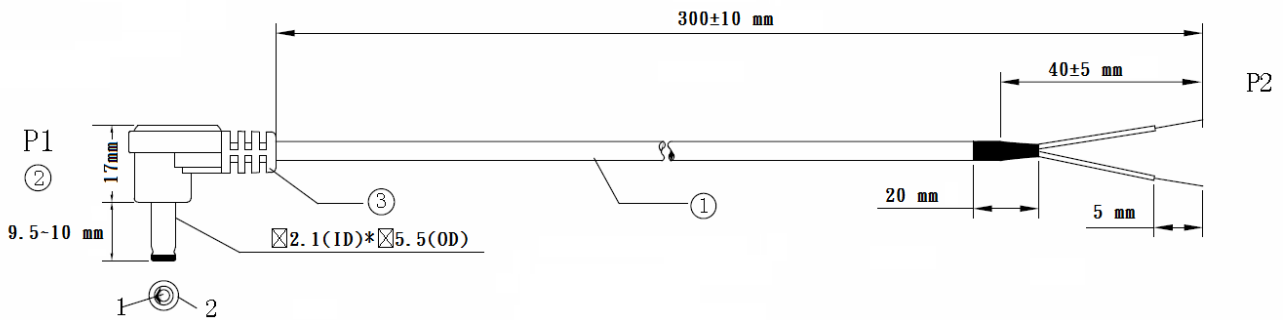 300±10 mm
40±5 mm
P2
P1
②
17mm
③
①
20 mm
5 mm
9.5~10 mm
☒2.1(ID)*☒5.5(OD)
1 2